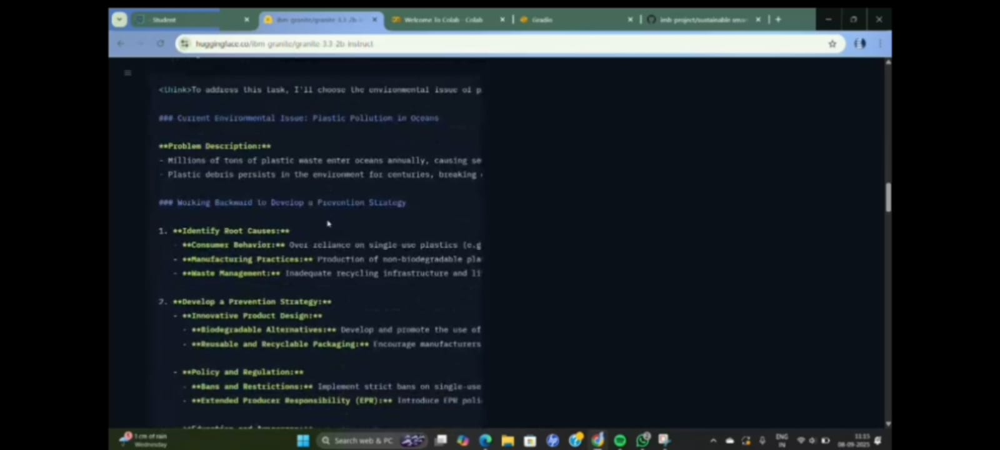 Student
ibm-granite/granite-3.3-2b-i
Welcome To Colab - Colab
Gradio
imb-project/sustainable-smar
huggingface.co/ibm-granite/granite-3.3-2b-instruct
<think>To address this task, I'll choose the environmental issue of p
### Current Environmental Issue: Plastic Pollution in Oceans
**Problem Description:**
- Millions of tons of plastic waste enter oceans annually, causing se
- Plastic debris persists in the environment for centuries, breaking
### Working Backward to Develop a Prevention Strategy
1. **Identify Root Causes:**
- **Consumer Behavior:** Over-reliance on single-use plastics (e.g
- **Manufacturing Practices:** Production of non-biodegradable pla
- **Waste Management:** Inadequate recycling infrastructure and li
2. **Develop a Prevention Strategy:**
- **Innovative Product Design:**
- **Biodegradable Alternatives:** Develop and promote the use of
- **Reusable and Recyclable Packaging:** Encourage manufacturers
- **Policy and Regulation:**
- **Bans and Restrictions:** Implement strict bans on single-use
- **Extended Producer Responsibility (EPR):** Introduce EPR poli
1 cm of rain
Wednesday
Search web & PC
ENG
IN
11:15
08-09-2025